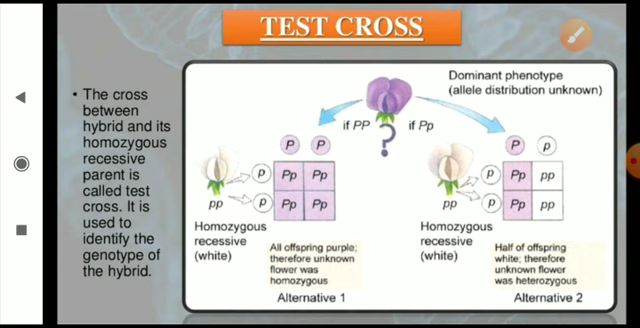 TEST CROSS
• The cross
between
hybrid and its
homozygous
recessive
parent is
called test
cross. It is
used to
identify the
genotype of
the hybrid.
Dominant phenotype
(allele distribution unknown)
if PP
?
if Pp
P P
p Pp Pp
p Pp Pp
pp
Homozygous
recessive
(white)
All offspring purple;
therefore unknown
flower was
homozygous
Alternative 1
P p
p Pp pp
p Pp pp
pp
Homozygous
recessive
(white)
Half of offspring
white; therefore
unknown flower
was heterozygous
Alternative 2